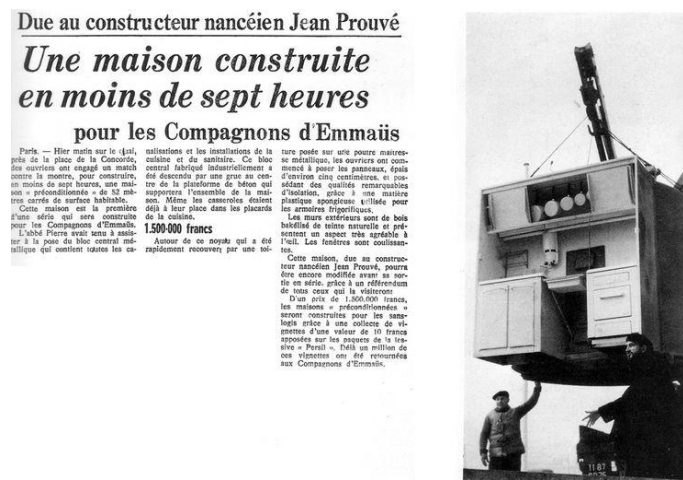 Due au constructeur nancéien Jean Prouvé
Une maison construite
en moins de sept heures
pour les Compagnons d'Emmaüs
Paris. — Hier matin sur le quai,
près de la place de la Concorde,
des ouvriers ont engagé un match
contre la montre, pour construire,
en moins de sept heures, une mai-
son « préconditionnée » de 52 mè-
tres carrés de surface habitable.
Cette maison est la première
d'une série qui sera construite
pour les Compagnons d'Emmaüs.
L'abbé Pierre avait tenu à assis-
ter à la pose du bloc central mé-
tallique qui contient toutes les ca-
nalisations et les installations de la
cuisine et du sanitaire. Ce bloc
central fabriqué industriellement a
été descendu par une grue au cen-
tre de la plateforme de béton qui
supportera l'ensemble de la mai-
son. Même les casseroles étaient
déjà à leur place dans les placards
de la cuisine.
1.500.000 francs
Autour de ce noyau qui a été
rapidement recouvert par une toi-
ture posée sur une poutre maîtres-
se métallique, les ouvriers ont com-
mencé à poser les panneaux, épais
d'environ cinq centimètres, et pos-
sédant des qualités remarquables
d'isolation, grâce à une matière
plastique spongieuse utilisée pour
les armoires frigorifiques.
Les murs extérieurs sont de bois
bakélisé de teinte naturelle et pré-
sentent un aspect très agréable à
l'œil. Les fenêtres sont coulissan-
tes.
Cette maison, due au construc-
teur nancéien Jean Prouvé, pourra
être encore modifiée avant sa sor-
tie en série, grâce à un référendum
de tous ceux qui la visiteront
D'un prix de 1.500.000 francs,
les maisons « préconditionnées »
seront construites pour les sans-
logis grâce à une collecte de vi-
gnettes d'une valeur de 10 francs
apposées sur les paquets de la les-
sive « Persil ». Déjà un million de
ces vignettes ont été retournées
aux Compagnons d'Emmaüs.